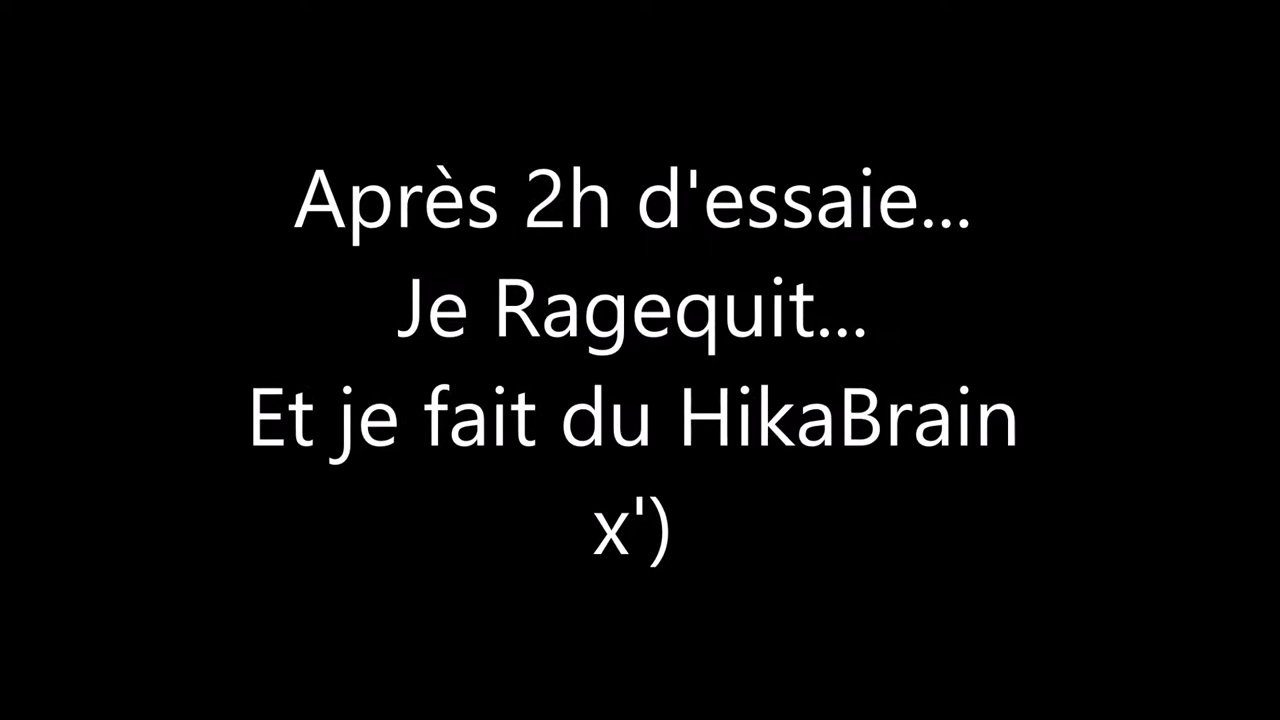 Après 2h d'essaie...
Je Ragequit...
Et je fait du HikaBrain
x')